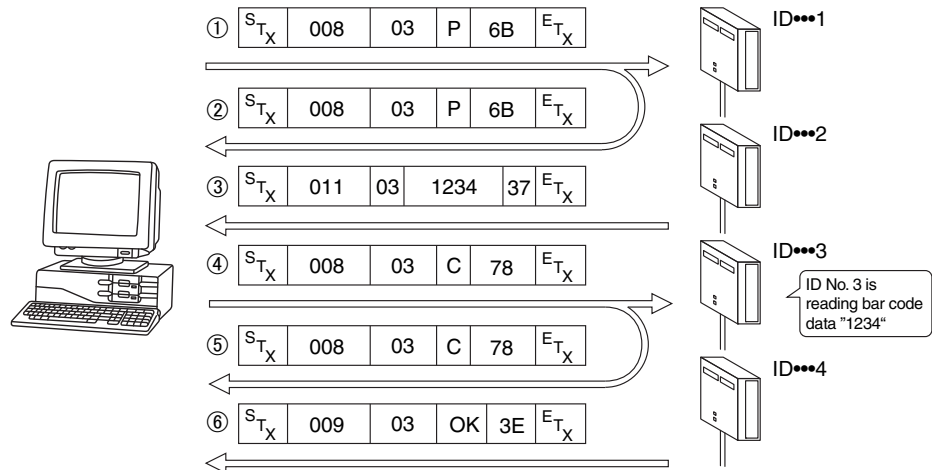 ① STX 008 03 P 6B ETX
ID•••1
② STX 008 03 P 6B ETX
ID•••2
③ STX 011 03 1234 37 ETX
④ STX 008 03 C 78 ETX
ID•••3
ID No. 3 is
reading bar code
data ”1234“
⑤ STX 008 03 C 78 ETX
ID•••4
⑥ STX 009 03 OK 3E ETX